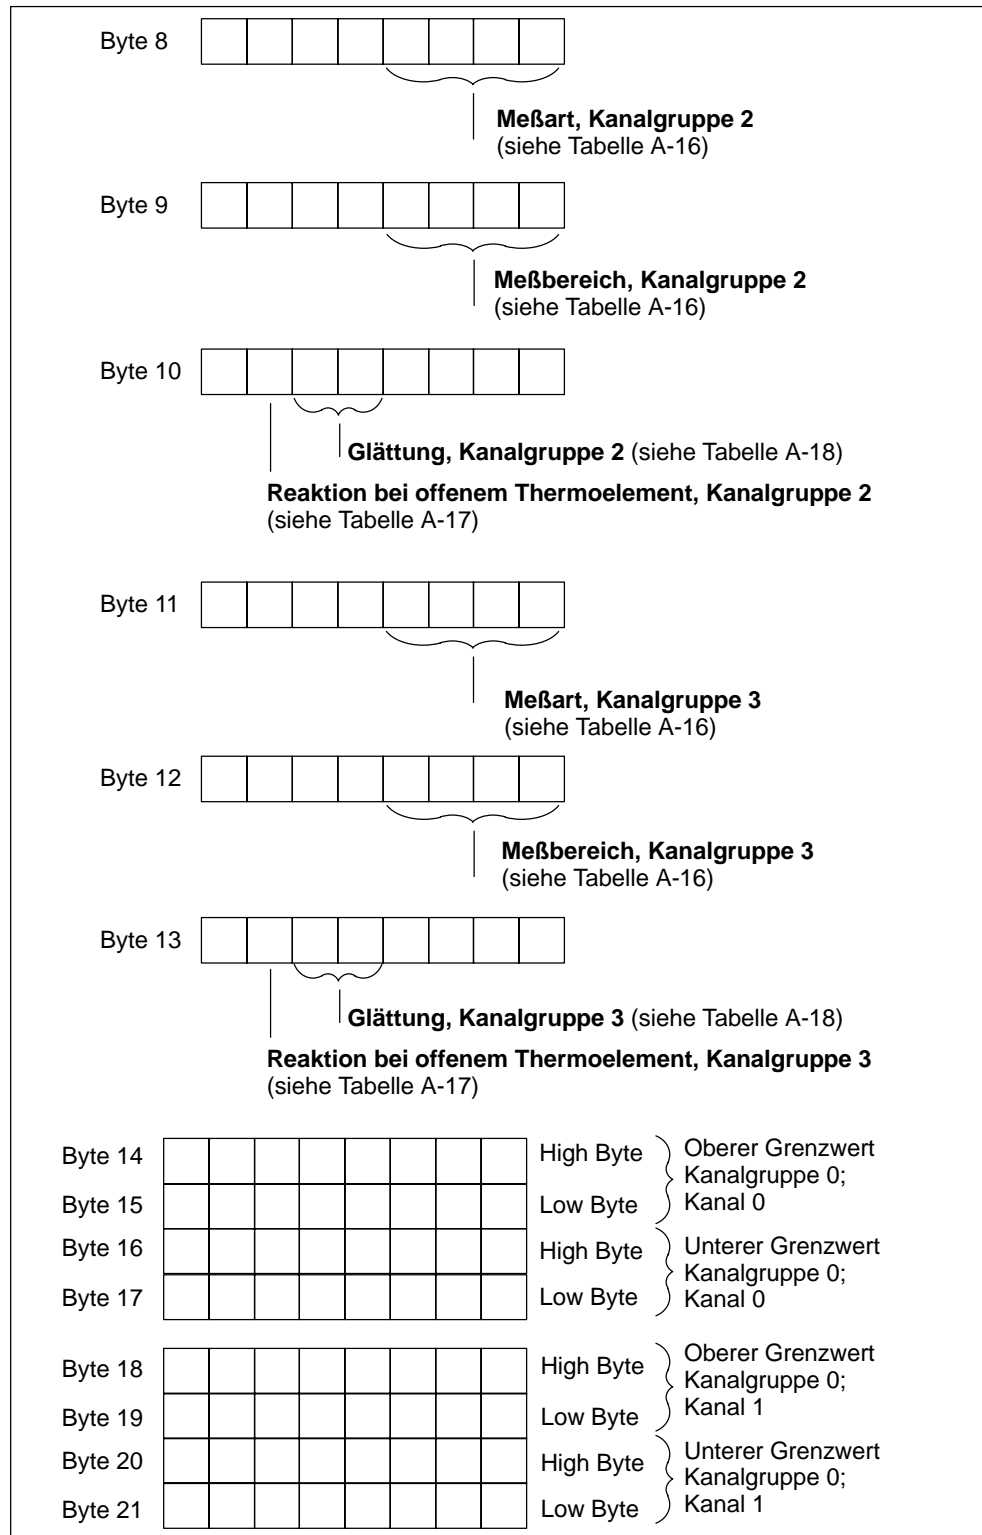 Byte 8
Meßart, Kanalgruppe 2
(siehe Tabelle A-16)
Byte 9
Meßbereich, Kanalgruppe 2
(siehe Tabelle A-16)
Byte 10
Glättung, Kanalgruppe 2 (siehe Tabelle A-18)
Reaktion bei offenem Thermoelement, Kanalgruppe 2
(siehe Tabelle A-17)
Byte 11
Meßart, Kanalgruppe 3
(siehe Tabelle A-16)
Byte 12
Meßbereich, Kanalgruppe 3
(siehe Tabelle A-16)
Byte 13
Glättung, Kanalgruppe 3 (siehe Tabelle A-18)
Reaktion bei offenem Thermoelement, Kanalgruppe 3
(siehe Tabelle A-17)
Byte 14 High Byte Oberer Grenzwert
Kanalgruppe 0;
Byte 15 Low Byte Kanal 0
Byte 16 High Byte Unterer Grenzwert
Kanalgruppe 0;
Byte 17 Low Byte Kanal 0
Byte 18 High Byte Oberer Grenzwert
Kanalgruppe 0;
Byte 19 Low Byte Kanal 1
Byte 20 High Byte Unterer Grenzwert
Kanalgruppe 0;
Byte 21 Low Byte Kanal 1